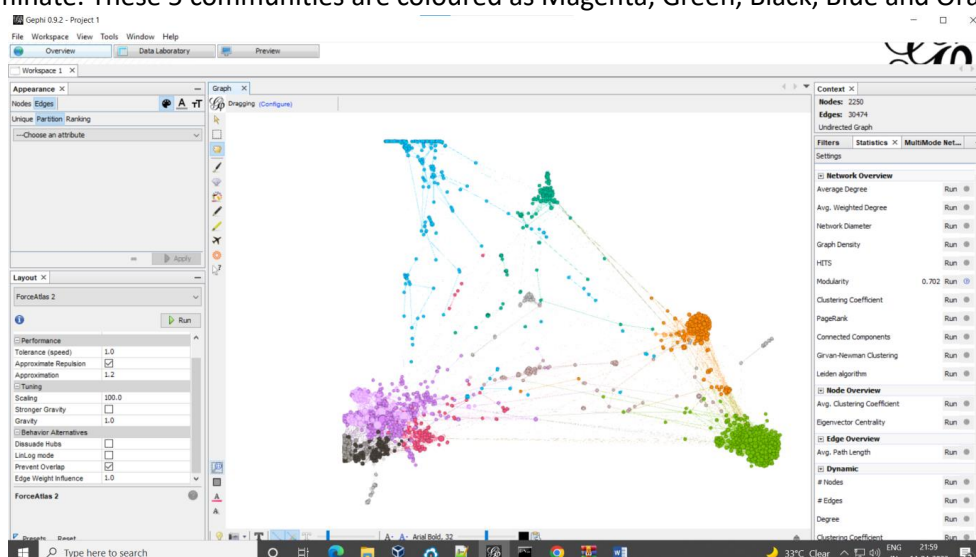 These 5 communities are coloured as Magenta, Green, Black, Blue and
Gephi 0.9.2 - Project 1
File Workspace View Tools Window Help
Overview Data Laboratory Preview
Workspace 1 X
Appearance X
Nodes Edges
Unique Partition Ranking
---Choose an attribute
Apply
Layout X
ForceAtlas 2
Run
Performance
Tolerance (speed) 1.0
Approximate Repulsion
Approximation 1.2
Tuning
Scaling 100.0
Stronger Gravity
Gravity 1.0
Behavior Alternatives
Dissuade Hubs
LinLog mode
Prevent Overlap
Edge Weight Influence 1.0
ForceAtlas 2
Presets Reset
Graph X
Dragging (Configure)
A- A- Arial Bold, 32
Context X
Nodes: 2250
Edges: 30474
Undirected Graph
Filters Statistics X MultiMode Net...
Settings
Network Overview
Average Degree Run
Avg. Weighted Degree Run
Network Diameter Run
Graph Density Run
HITS Run
Modularity 0.702 Run
Clustering Coefficient Run
PageRank Run
Connected Components Run
Girvan-Newman Clustering Run
Leiden algorithm Run
Node Overview
Avg. Clustering Coefficient Run
Eigenvector Centrality Run
Edge Overview
Avg. Path Length Run
Dynamic
# Nodes Run
# Edges Run
Degree Run
Clustering Coefficient Run
Type here to search
33°C Clear ENG 21:59